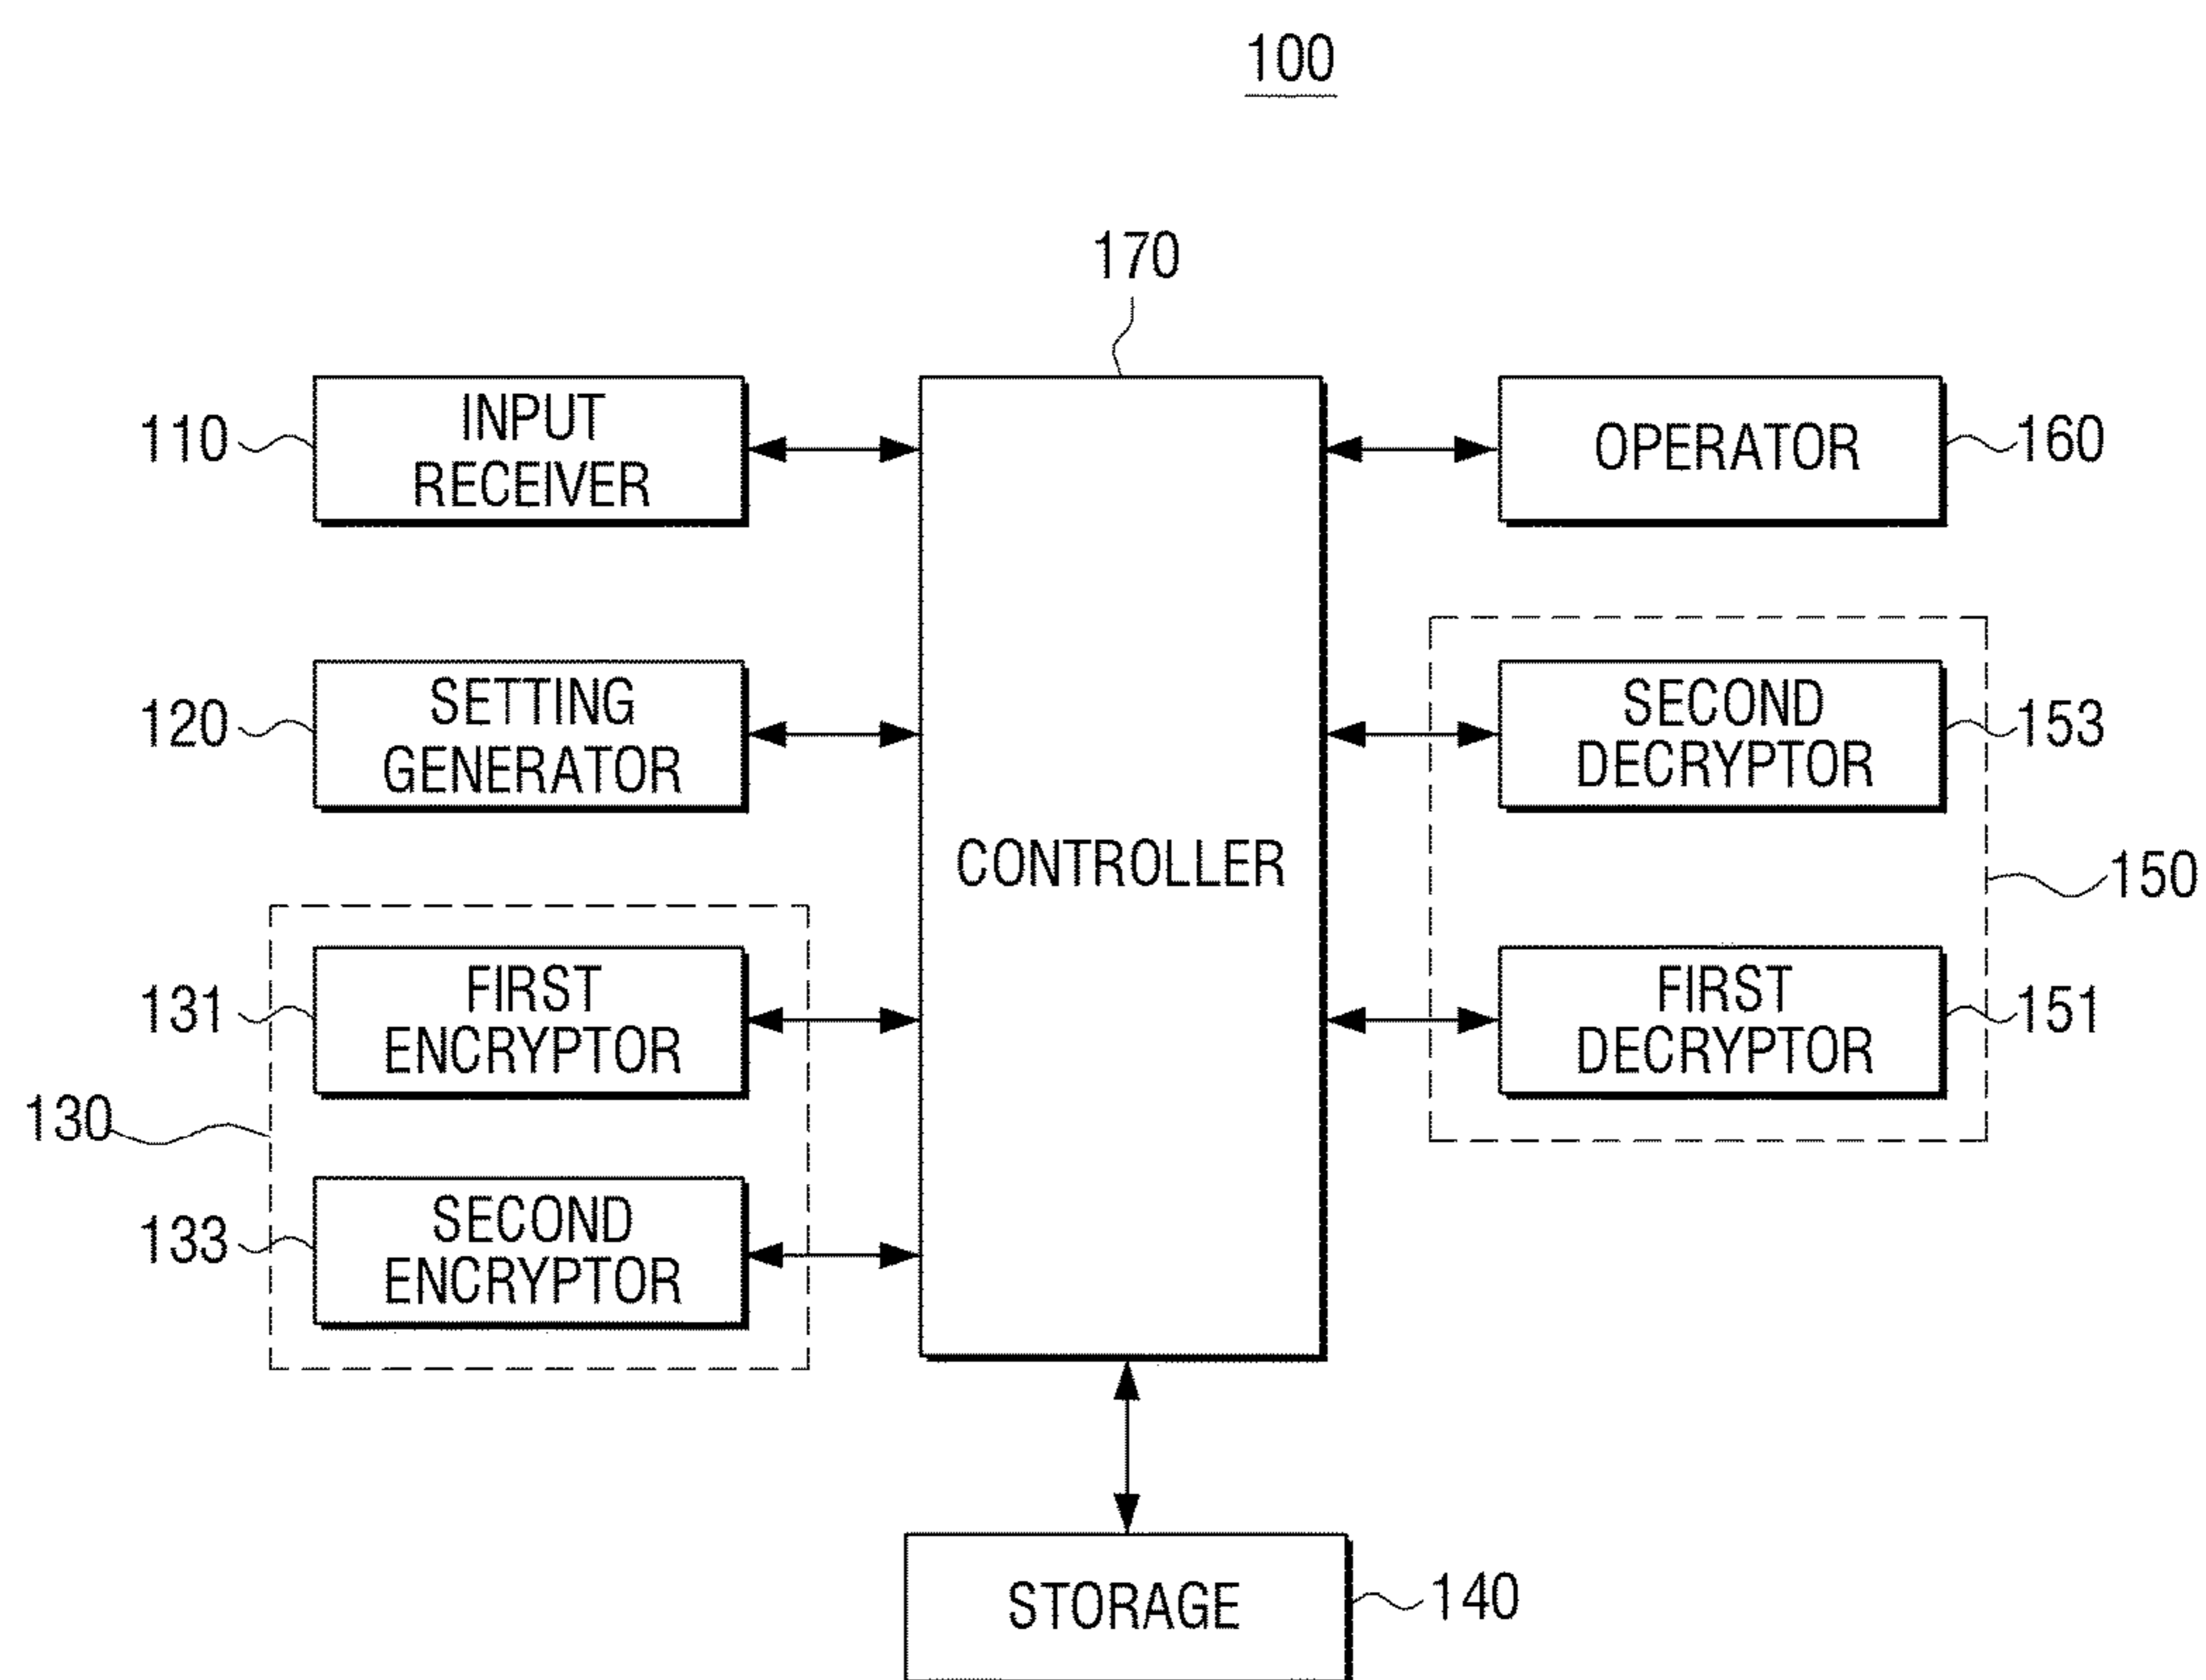 100
170
110
INPUT
RECEIVER
OPERATOR
160
120
SETTING
GENERATOR
SECOND
DECRYPTOR
153
CONTROLLER
150
131
FIRST
ENCRYPTOR
FIRST
DECRYPTOR
151
130
133
SECOND
ENCRYPTOR
STORAGE
140